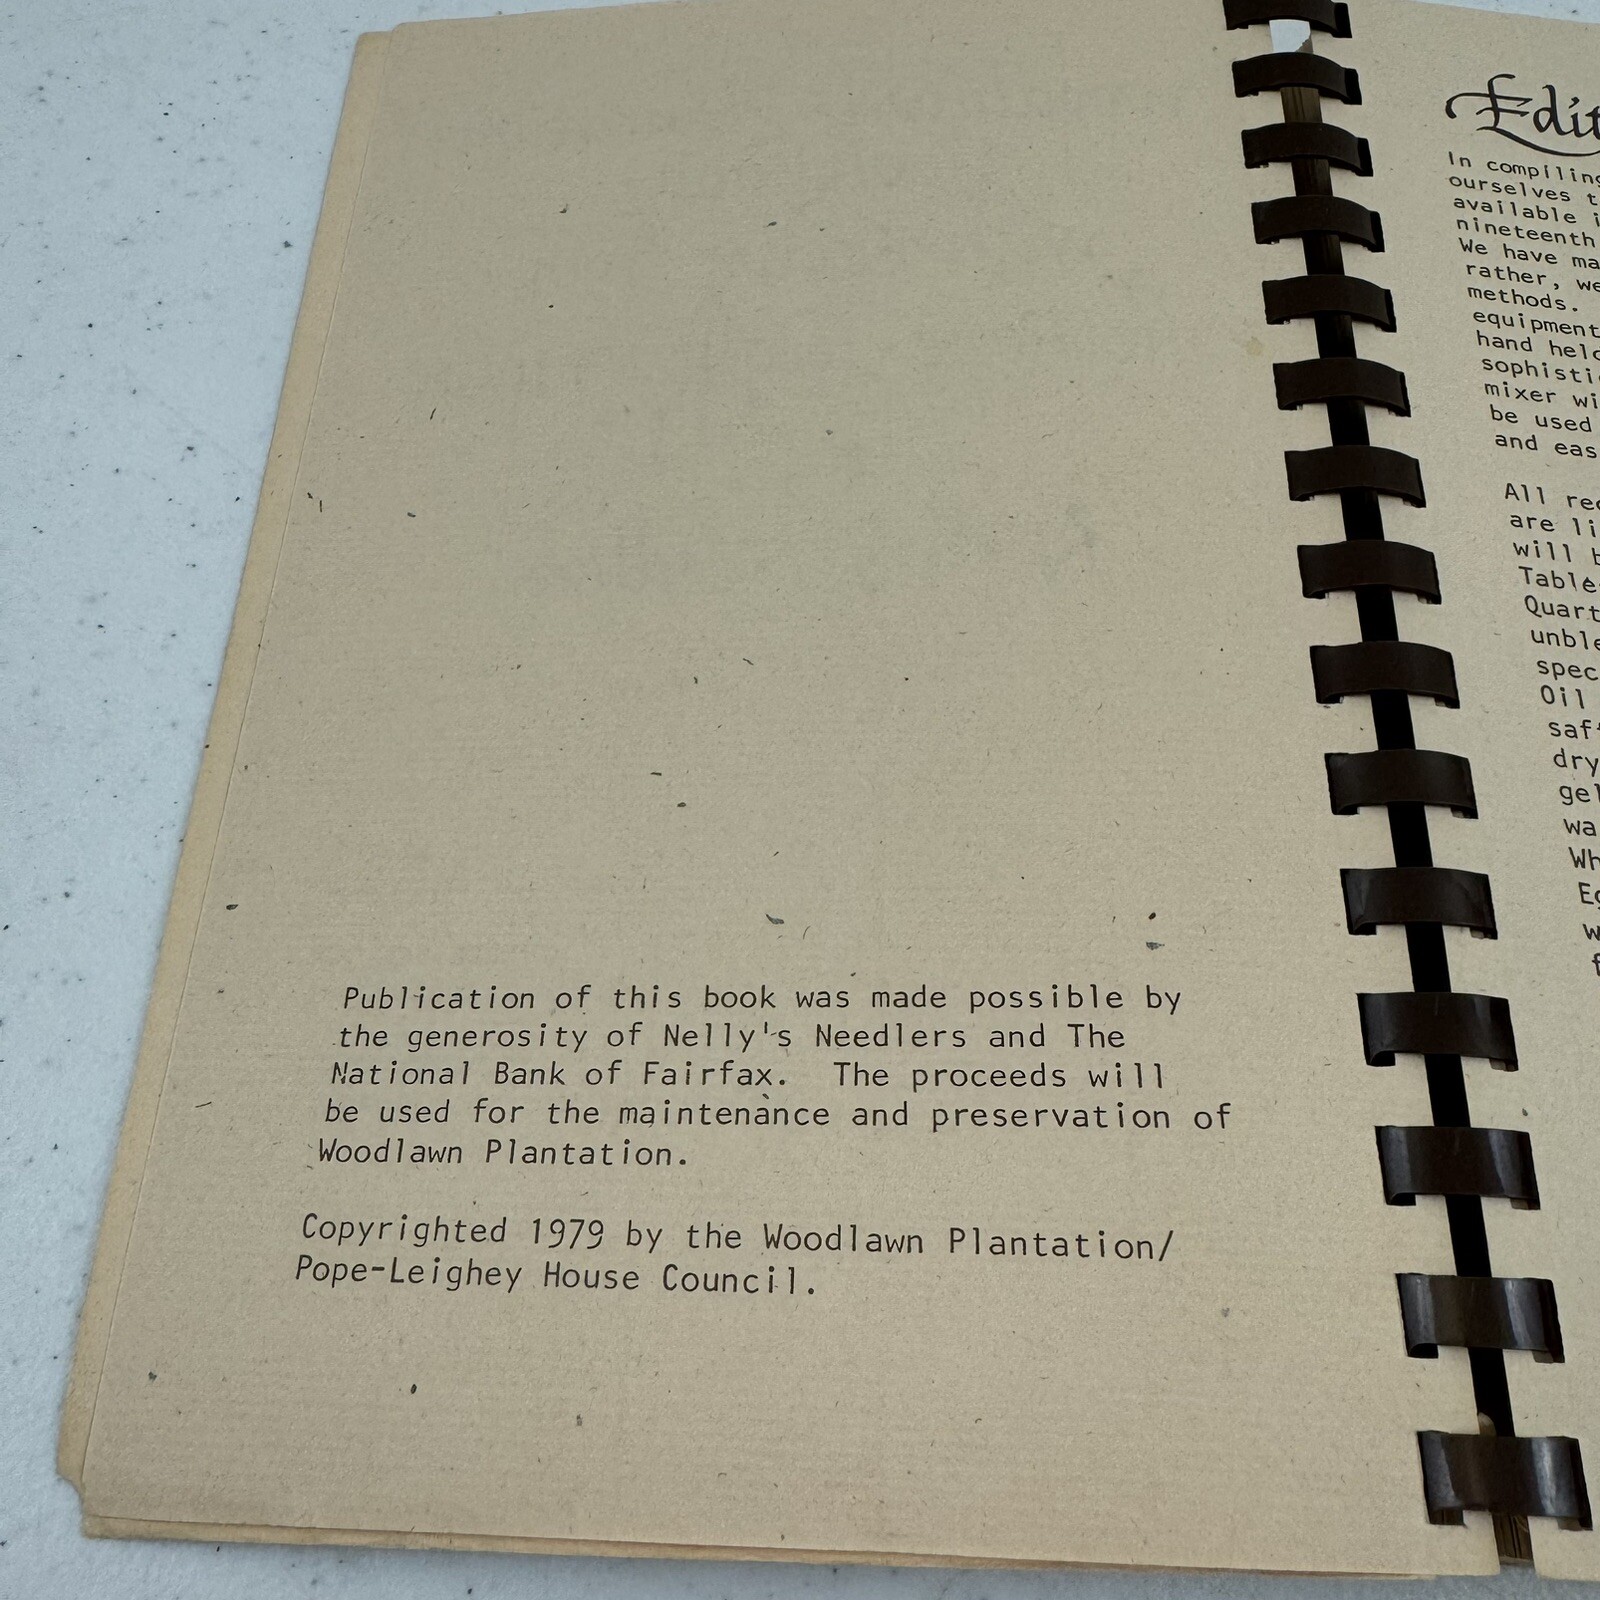 Publication of this book was made possible by
the generosity of Nelly's Needlers and The
National Bank of Fairfax. The proceeds will
be used for the maintenance and preservation of
Woodlawn Plantation.
Copyrighted 1979 by the Woodlawn Plantation/
Pope-Leighey House Council.
In
ourselves
available
nineteenth
We have
rather, we
methods.
equipment
hand
mixer
be used
and
All
are
will
Oil
dry